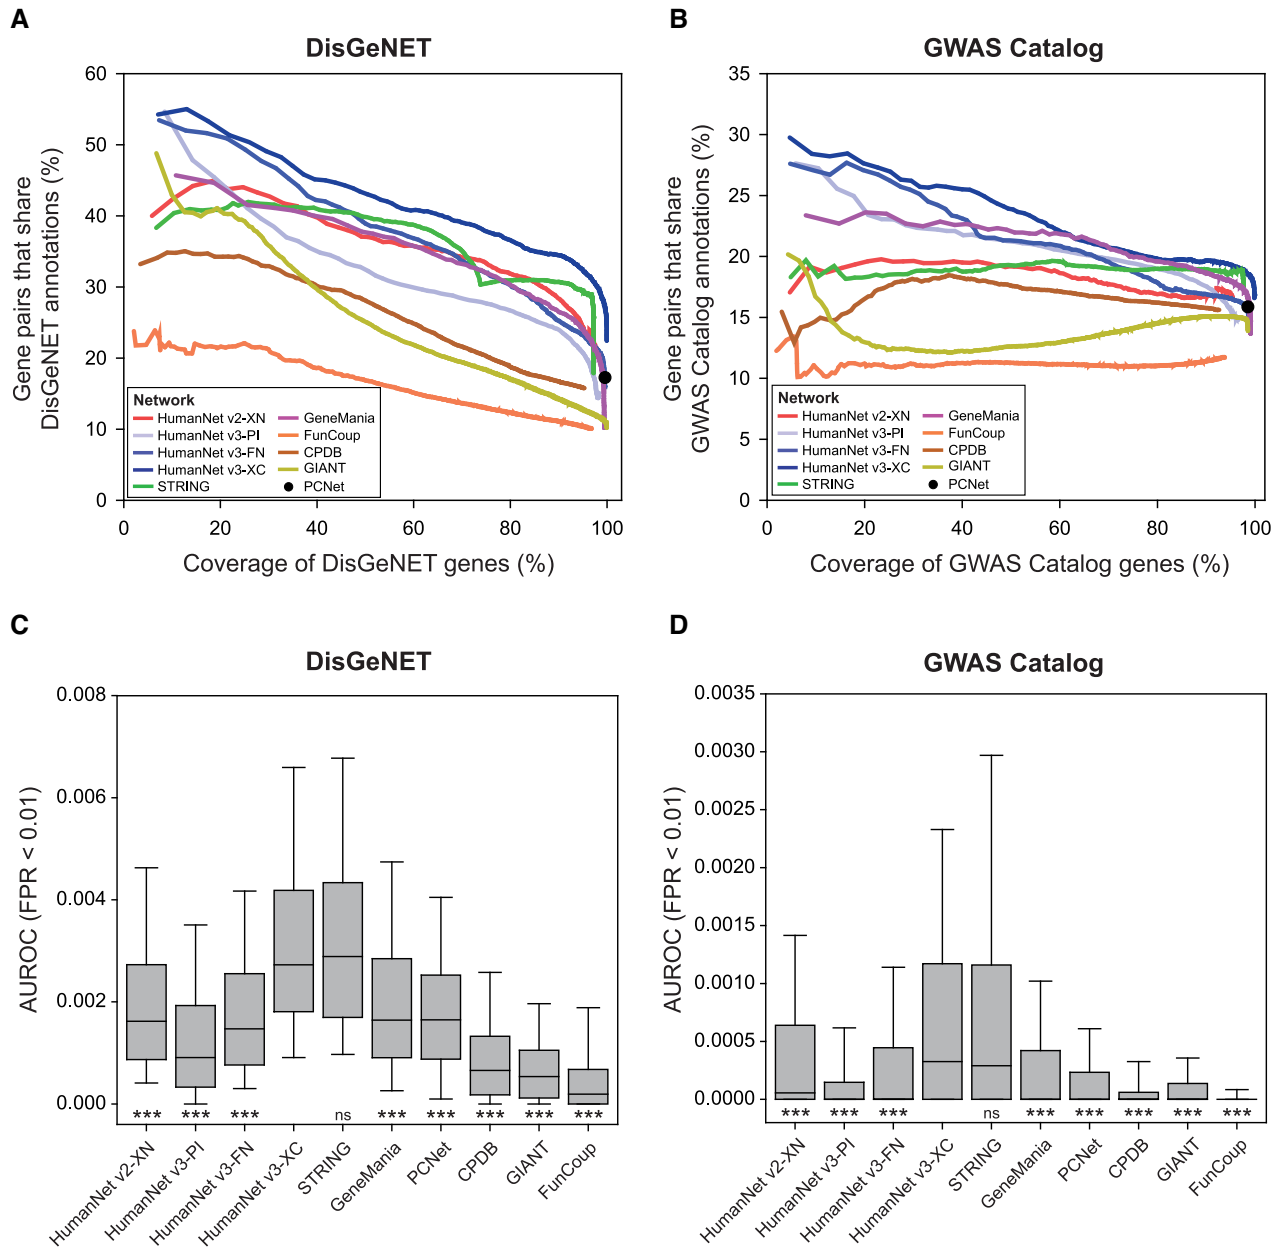 A
DisGeNET
Gene pairs that share
DisGeNET annotations (%)
60
50
40
30
20
10
0
Network
HumanNet v2-XN
HumanNet v3-PI
HumanNet v3-FN
HumanNet v3-XC
STRING
GeneMania
FunCoup
CPDB
GIANT
PCNet
0 20 40 60 80 100
Coverage of DisGeNET genes (%)
B
GWAS Catalog
Gene pairs that share
GWAS Catalog annotations (%)
35
30
25
20
15
10
5
0
Network
HumanNet v2-XN
HumanNet v3-PI
HumanNet v3-FN
HumanNet v3-XC
STRING
GeneMania
FunCoup
CPDB
GIANT
PCNet
0 20 40 60 80 100
Coverage of GWAS Catalog genes (%)
C
DisGeNET
AUROC (FPR < 0.01)
0.008
0.006
0.004
0.002
0.000
*** *** *** ns *** *** *** *** ***
HumanNet v2-XN
HumanNet v3-PI
HumanNet v3-FN
HumanNet v3-XC
STRING
GeneMania
PCNet
CPDB
GIANT
FunCoup
D
GWAS Catalog
AUROC (FPR < 0.01)
0.0035
0.0030
0.0025
0.0020
0.0015
0.0010
0.0005
0.0000
*** *** *** ns *** *** *** *** ***
HumanNet v2-XN
HumanNet v3-PI
HumanNet v3-FN
HumanNet v3-XC
STRING
GeneMania
PCNet
CPDB
GIANT
FunCoup